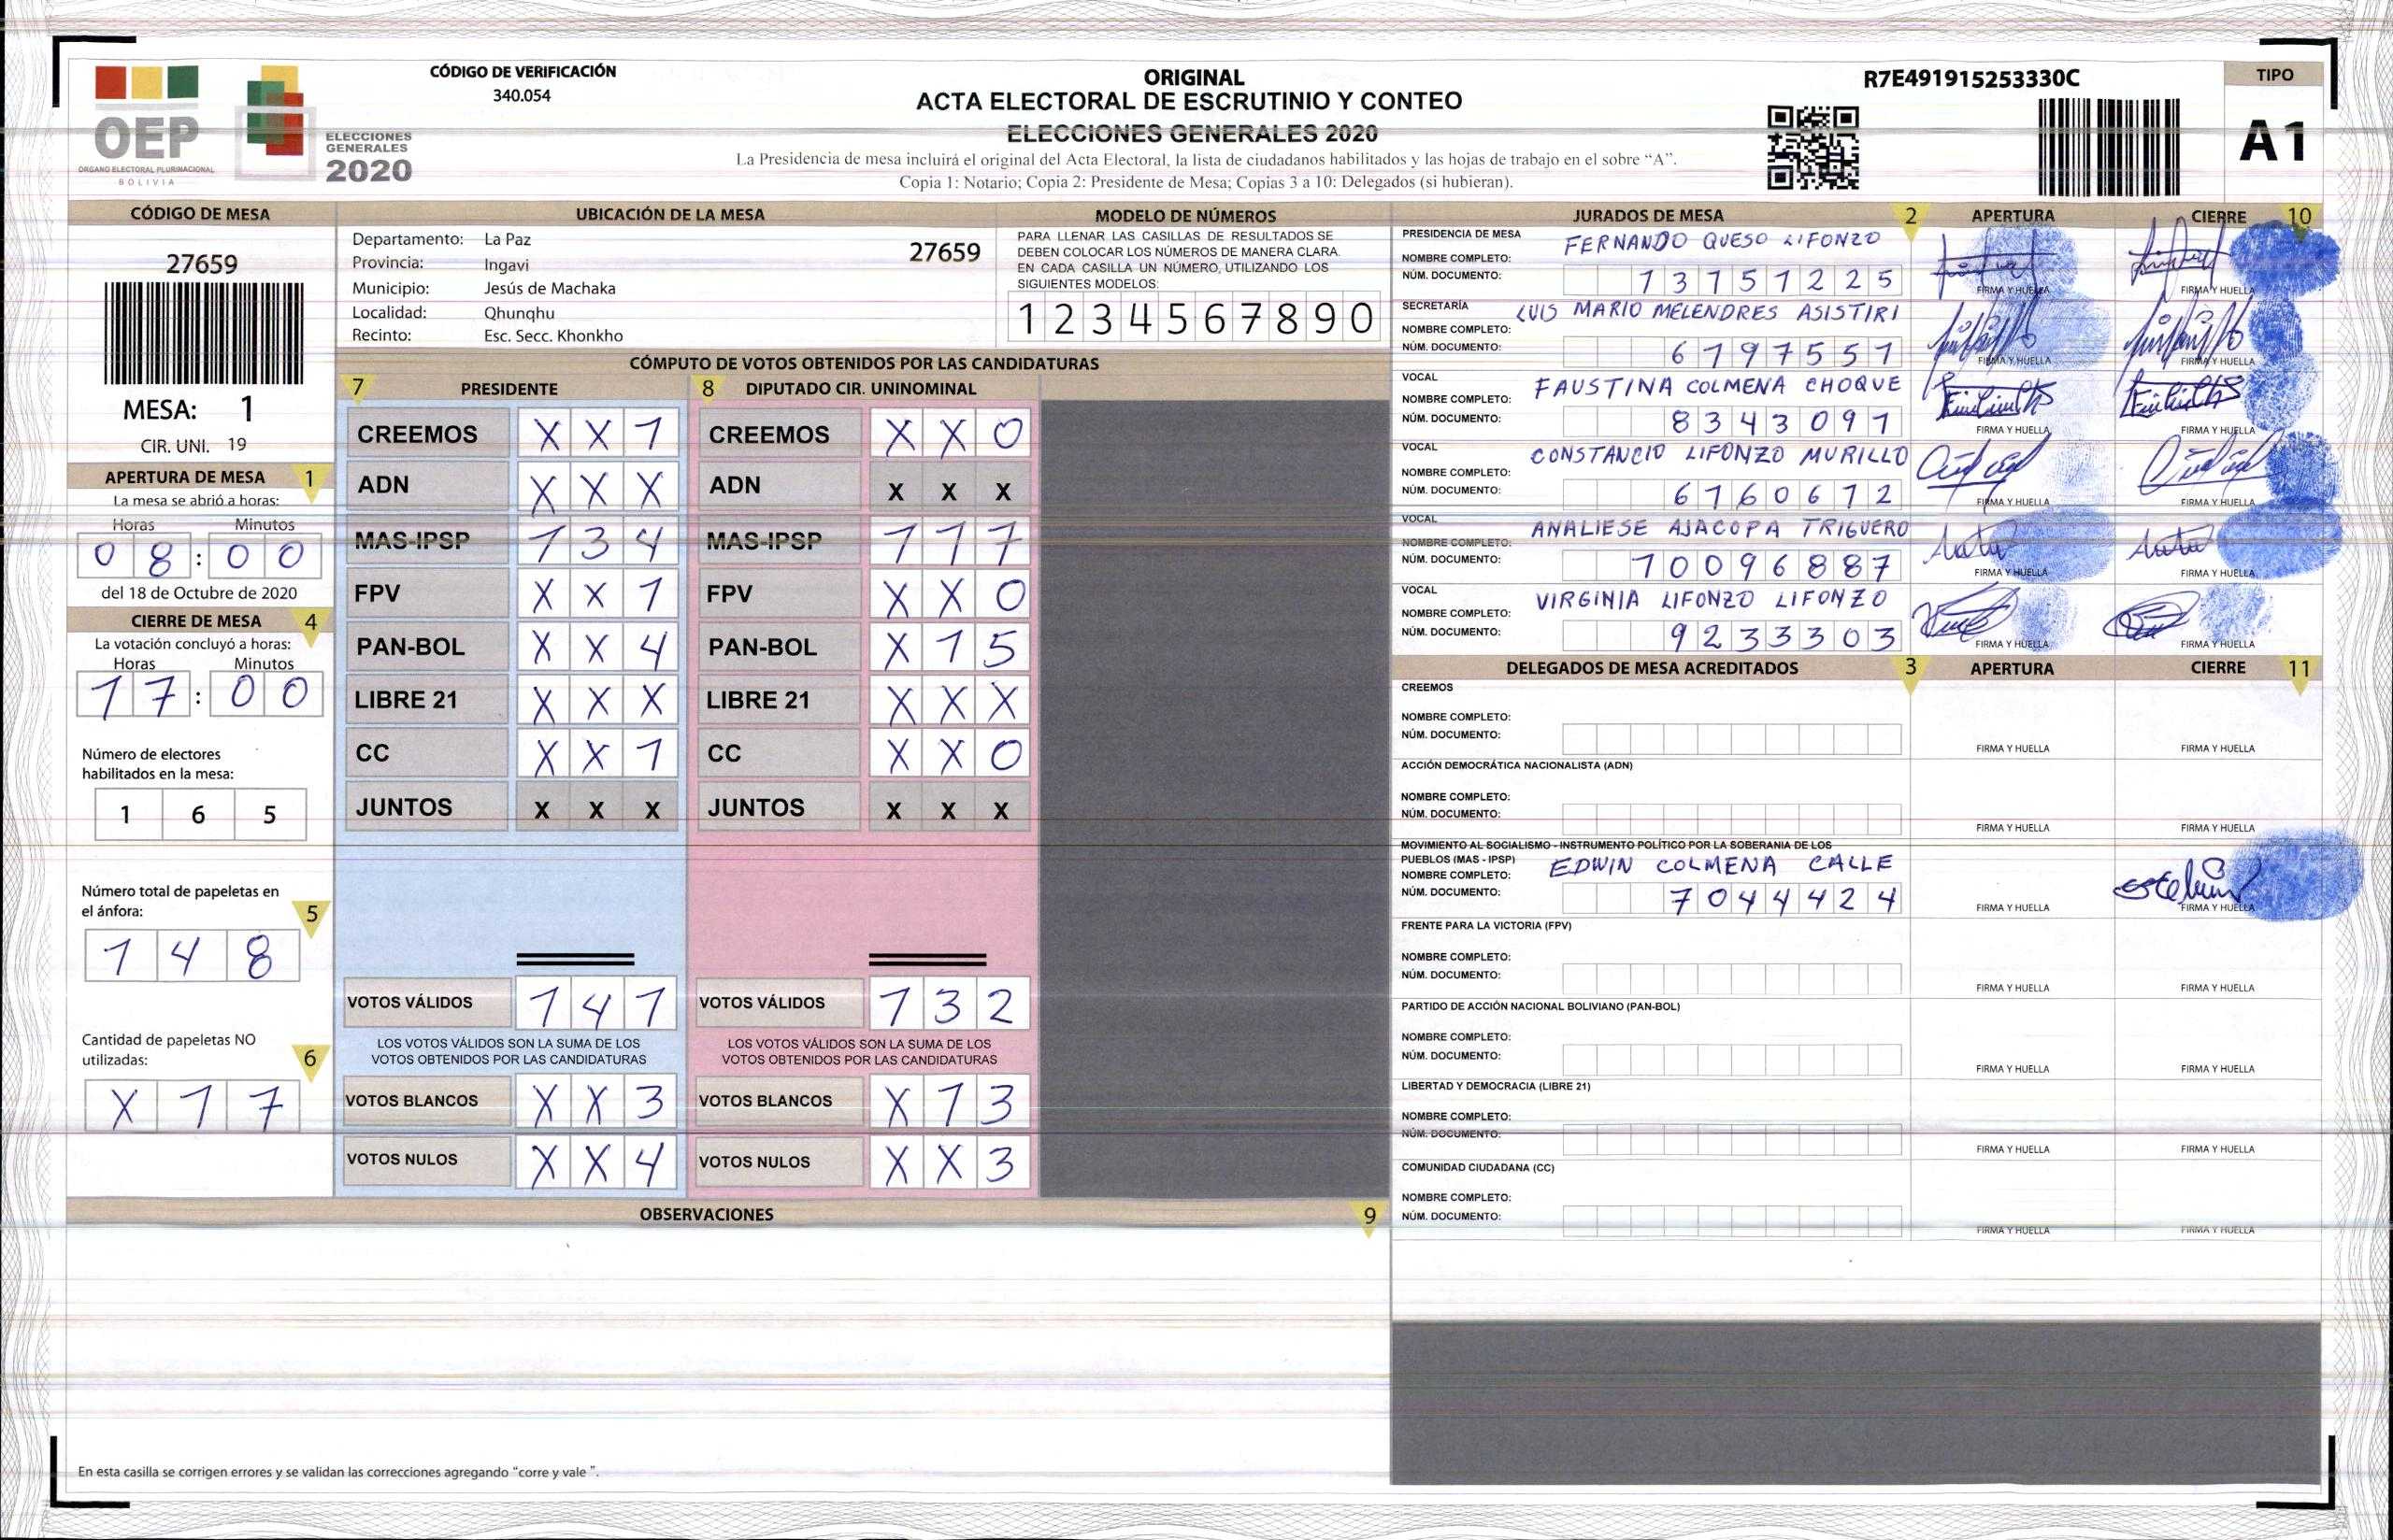 CÓDIGO DE VERIFICACIÓN
340.054
ORIGINAL
ACTA ELECTORAL DE ESCRUTINIO Y CONTEO
ELECCIONES GENERALES 2020
La Presidencia de mesa incluirá el original del Acta Electoral, la lista de ciudadanos habilitados y las hojas de trabajo en el sobre “A”.
Copia 1: Notario; Copia 2: Presidente de Mesa; Copias 3 a 10: Delegados (si hubieran).
R7E491915253330C
TIPO
A1
OEP
ÓRGANO ELECTORAL PLURINACIONAL
BOLIVIA
ELECCIONES
GENERALES
2020
CÓDIGO DE MESA
27659
MESA: 1
CIR. UNI. 19
APERTURA DE MESA 1
La mesa se abrió a horas:
Horas Minutos
0 8 : 0 0
del 18 de Octubre de 2020
CIERRE DE MESA 4
La votación concluyó a horas:
Horas Minutos
1 7 : 0 0
Número de electores
habilitados en la mesa:
1 6 5
Número total de papeletas en
el ánfora: 5
1 4 8
Cantidad de papeletas NO
utilizadas: 6
X 1 7
UBICACIÓN DE LA MESA
Departamento: La Paz 27659
Provincia: Ingavi
Municipio: Jesús de Machaka
Localidad: Qhunqhu
Recinto: Esc. Secc. Khonkho
MODELO DE NÚMEROS
PARA LLENAR LAS CASILLAS DE RESULTADOS SE
DEBEN COLOCAR LOS NÚMEROS DE MANERA CLARA.
EN CADA CASILLA UN NÚMERO, UTILIZANDO LOS
SIGUIENTES MODELOS:
1 2 3 4 5 6 7 8 9 0
CÓMPUTO DE VOTOS OBTENIDOS POR LAS CANDIDATURAS
7 PRESIDENTE 8 DIPUTADO CIR. UNINOMINAL
CREEMOS X X 1 CREEMOS X X 0
ADN X X X ADN X X X
MAS-IPSP 1 3 4 MAS-IPSP 1 1 7
FPV X X 1 FPV X X 0
PAN-BOL X X 4 PAN-BOL X 1 5
LIBRE 21 X X X LIBRE 21 X X X
CC X X 1 CC X X 0
JUNTOS X X X JUNTOS X X X
VOTOS VÁLIDOS 1 4 1 VOTOS VÁLIDOS 1 3 2
LOS VOTOS VÁLIDOS SON LA SUMA DE LOS LOS VOTOS VÁLIDOS SON LA SUMA DE LOS
VOTOS OBTENIDOS POR LAS CANDIDATURAS VOTOS OBTENIDOS POR LAS CANDIDATURAS
VOTOS BLANCOS X X 3 VOTOS BLANCOS X 1 3
VOTOS NULOS X X 4 VOTOS NULOS X X 3
OBSERVACIONES 9
En esta casilla se corrigen errores y se validan las correcciones agregando “corre y vale ”.
JURADOS DE MESA 2 APERTURA CIERRE 10
PRESIDENCIA DE MESA
NOMBRE COMPLETO: FERNANDO QUESO LIFONZO
NÚM. DOCUMENTO: 1 3 1 5 1 2 2 5 FIRMA Y HUELLA FIRMA Y HUELLA
SECRETARÍA
NOMBRE COMPLETO: LUIS MARIO MELENDRES ASISTIRI
NÚM. DOCUMENTO: 6 1 9 7 5 5 1 FIRMA Y HUELLA FIRMA Y HUELLA
VOCAL
NOMBRE COMPLETO: FAUSTINA COLMENA CHOQUE
NÚM. DOCUMENTO: 8 3 4 3 0 9 1 FIRMA Y HUELLA FIRMA Y HUELLA
VOCAL
NOMBRE COMPLETO: CONSTANCIO LIFONZO MURILLO
NÚM. DOCUMENTO: 6 1 6 0 6 1 2 FIRMA Y HUELLA FIRMA Y HUELLA
VOCAL
NOMBRE COMPLETO: ANALIESE AJACOPA TRIGUERO
NÚM. DOCUMENTO: 1 0 0 9 6 8 8 7 FIRMA Y HUELLA FIRMA Y HUELLA
VOCAL
NOMBRE COMPLETO: VIRGINIA LIFONZO LIFONZO
NÚM. DOCUMENTO: 9 2 3 3 3 0 3 FIRMA Y HUELLA FIRMA Y HUELLA
DELEGADOS DE MESA ACREDITADOS 3 APERTURA CIERRE 11
CREEMOS
NOMBRE COMPLETO:
NÚM. DOCUMENTO: FIRMA Y HUELLA FIRMA Y HUELLA
ACCIÓN DEMOCRÁTICA NACIONALISTA (ADN)
NOMBRE COMPLETO:
NÚM. DOCUMENTO: FIRMA Y HUELLA FIRMA Y HUELLA
MOVIMIENTO AL SOCIALISMO - INSTRUMENTO POLÍTICO POR LA SOBERANIA DE LOS
PUEBLOS (MAS - IPSP)
NOMBRE COMPLETO: EDWIN COLMENA CALLE
NÚM. DOCUMENTO: 7 0 4 4 4 2 4 FIRMA Y HUELLA FIRMA Y HUELLA
FRENTE PARA LA VICTORIA (FPV)
NOMBRE COMPLETO:
NÚM. DOCUMENTO: FIRMA Y HUELLA FIRMA Y HUELLA
PARTIDO DE ACCIÓN NACIONAL BOLIVIANO (PAN-BOL)
NOMBRE COMPLETO:
NÚM. DOCUMENTO: FIRMA Y HUELLA FIRMA Y HUELLA
LIBERTAD Y DEMOCRACIA (LIBRE 21)
NOMBRE COMPLETO:
NÚM. DOCUMENTO: FIRMA Y HUELLA FIRMA Y HUELLA
COMUNIDAD CIUDADANA (CC)
NOMBRE COMPLETO:
NÚM. DOCUMENTO: FIRMA Y HUELLA FIRMA Y HUELLA